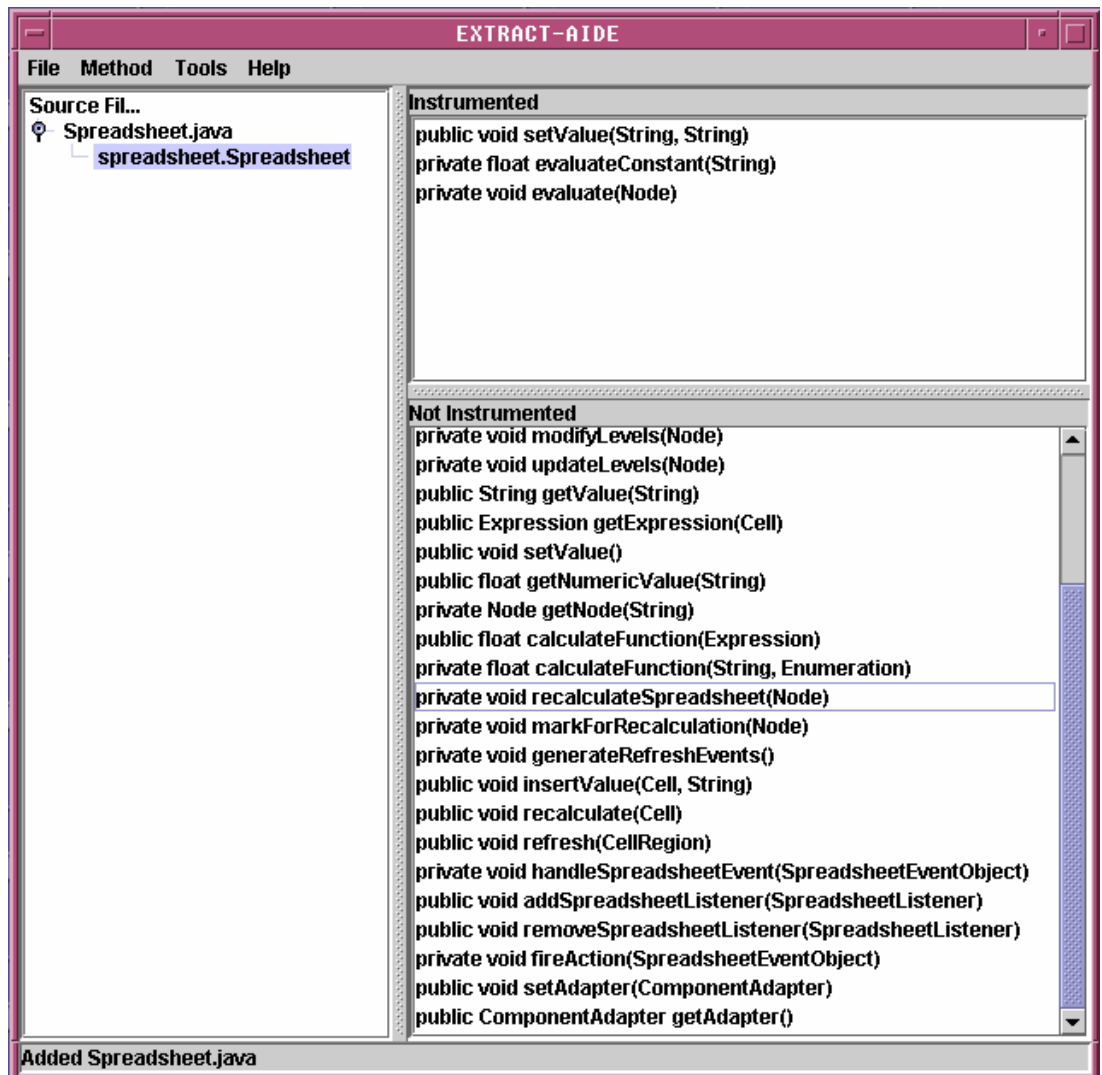 EXTRACT-AIDE
File Method Tools Help
Source Fil...
Spreadsheet.java
spreadsheet.Spreadsheet
Instrumented
public void setValue(String, String)
private float evaluateConstant(String)
private void evaluate(Node)
Not Instrumented
private void modifyLevels(Node)
private void updateLevels(Node)
public String getValue(String)
public Expression getExpression(Cell)
public void setValue()
public float getNumericValue(String)
private Node getNode(String)
public float calculateFunction(Expression)
private float calculateFunction(String, Enumeration)
private void recalculateSpreadsheet(Node)
private void markForRecalculation(Node)
private void generateRefreshEvents()
public void insertValue(Cell, String)
public void recalculate(Cell)
public void refresh(CellRegion)
private void handleSpreadsheetEvent(SpreadsheetEventObject)
public void addSpreadsheetListener(SpreadsheetListener)
public void removeSpreadsheetListener(SpreadsheetListener)
private void fireAction(SpreadsheetEventObject)
public void setAdapter(ComponentAdapter)
public ComponentAdapter getAdapter()
Added Spreadsheet.java